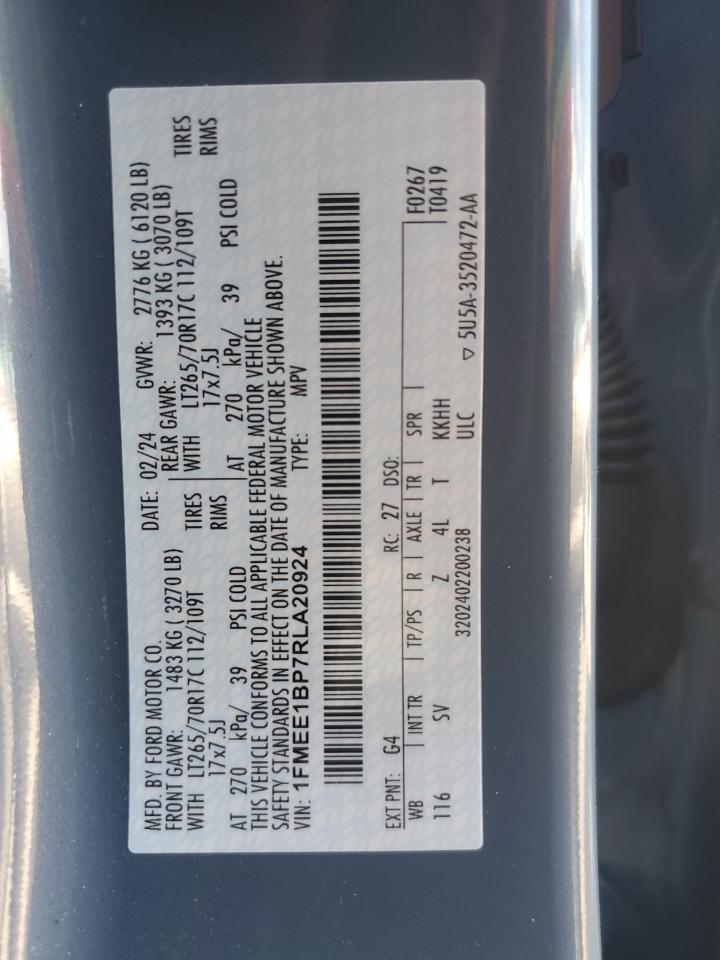 MFD. BY FORD MOTOR CO.
DATE: 02/24 GVWR: 2776 KG ( 6120 LB)
FRONT GAWR: 1483 KG ( 3270 LB) REAR GAWR: 1393 KG ( 3070 LB)
WITH LT265/70R17C 112/109T TIRES WITH LT265/70R17C 112/109T TIRES
17x7.5J RIMS 17x7.5J RIMS
AT 270 kPa/ 39 PSI COLD AT 270 kPa/ 39 PSI COLD
THIS VEHICLE CONFORMS TO ALL APPLICABLE FEDERAL MOTOR VEHICLE
SAFETY STANDARDS IN EFFECT ON THE DATE OF MANUFACTURE SHOWN ABOVE.
VIN: 1FMEE1BP7RLA20924 TYPE: MPV
EXT PNT: G4 RC: 27 DSO: F0267
WB INT TR TP/PS R AXLE TR SPR T0419
116 SV Z 4L T KKHH
3202402200238 ULC ▽ 5U5A-3520472-AA